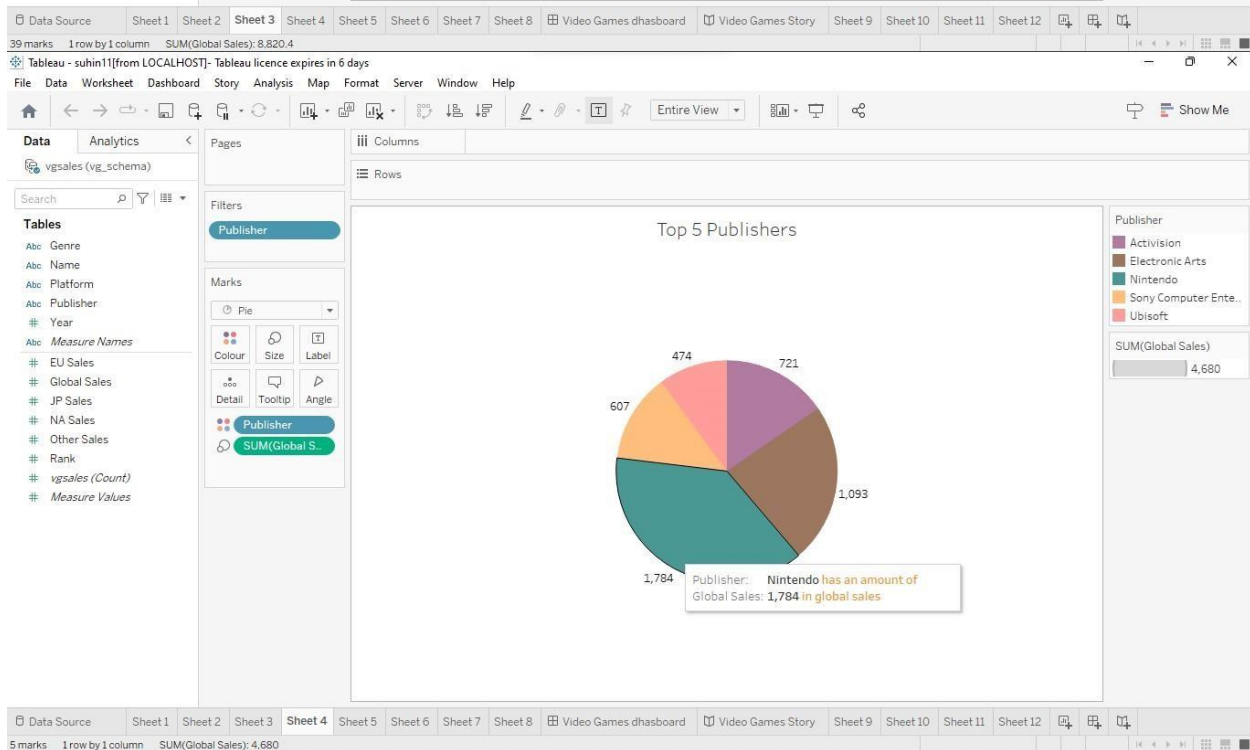 Data Source Sheet 1 Sheet 2 Sheet 3 Sheet 4 Sheet 5 Sheet 6 Sheet 7 Sheet 8 Video Games dhasboard Video Games Story Sheet 9 Sheet 10 Sheet 11 Sheet 12
39 marks 1 row by 1 column SUM(Global Sales): 8,820.4
Tableau - suhin11[from LOCALHOST]- Tableau licence expires in 6 days
File Data Worksheet Dashboard Story Analysis Map Format Server Window Help
Entire View
Show Me
Data Analytics
vgsales (vg_schema)
Search
Tables
Abc Genre
Abc Name
Abc Platform
Abc Publisher
# Year
Abc Measure Names
# EU Sales
# Global Sales
# JP Sales
# NA Sales
# Other Sales
# Rank
# vgsales (Count)
# Measure Values
Pages
Filters
Publisher
Marks
Pie
Colour Size Label
Detail Tooltip Angle
Publisher
SUM(Global S..
Columns
Rows
Top 5 Publishers
474
721
607
1,093
1,784
Publisher: Nintendo has an amount of
Global Sales: 1,784 in global sales
Publisher
Activision
Electronic Arts
Nintendo
Sony Computer Ente..
Ubisoft
SUM(Global Sales)
4,680
Data Source Sheet 1 Sheet 2 Sheet 3 Sheet 4 Sheet 5 Sheet 6 Sheet 7 Sheet 8 Video Games dhasboard Video Games Story Sheet 9 Sheet 10 Sheet 11 Sheet 12
5 marks 1 row by 1 column SUM(Global Sales): 4,680